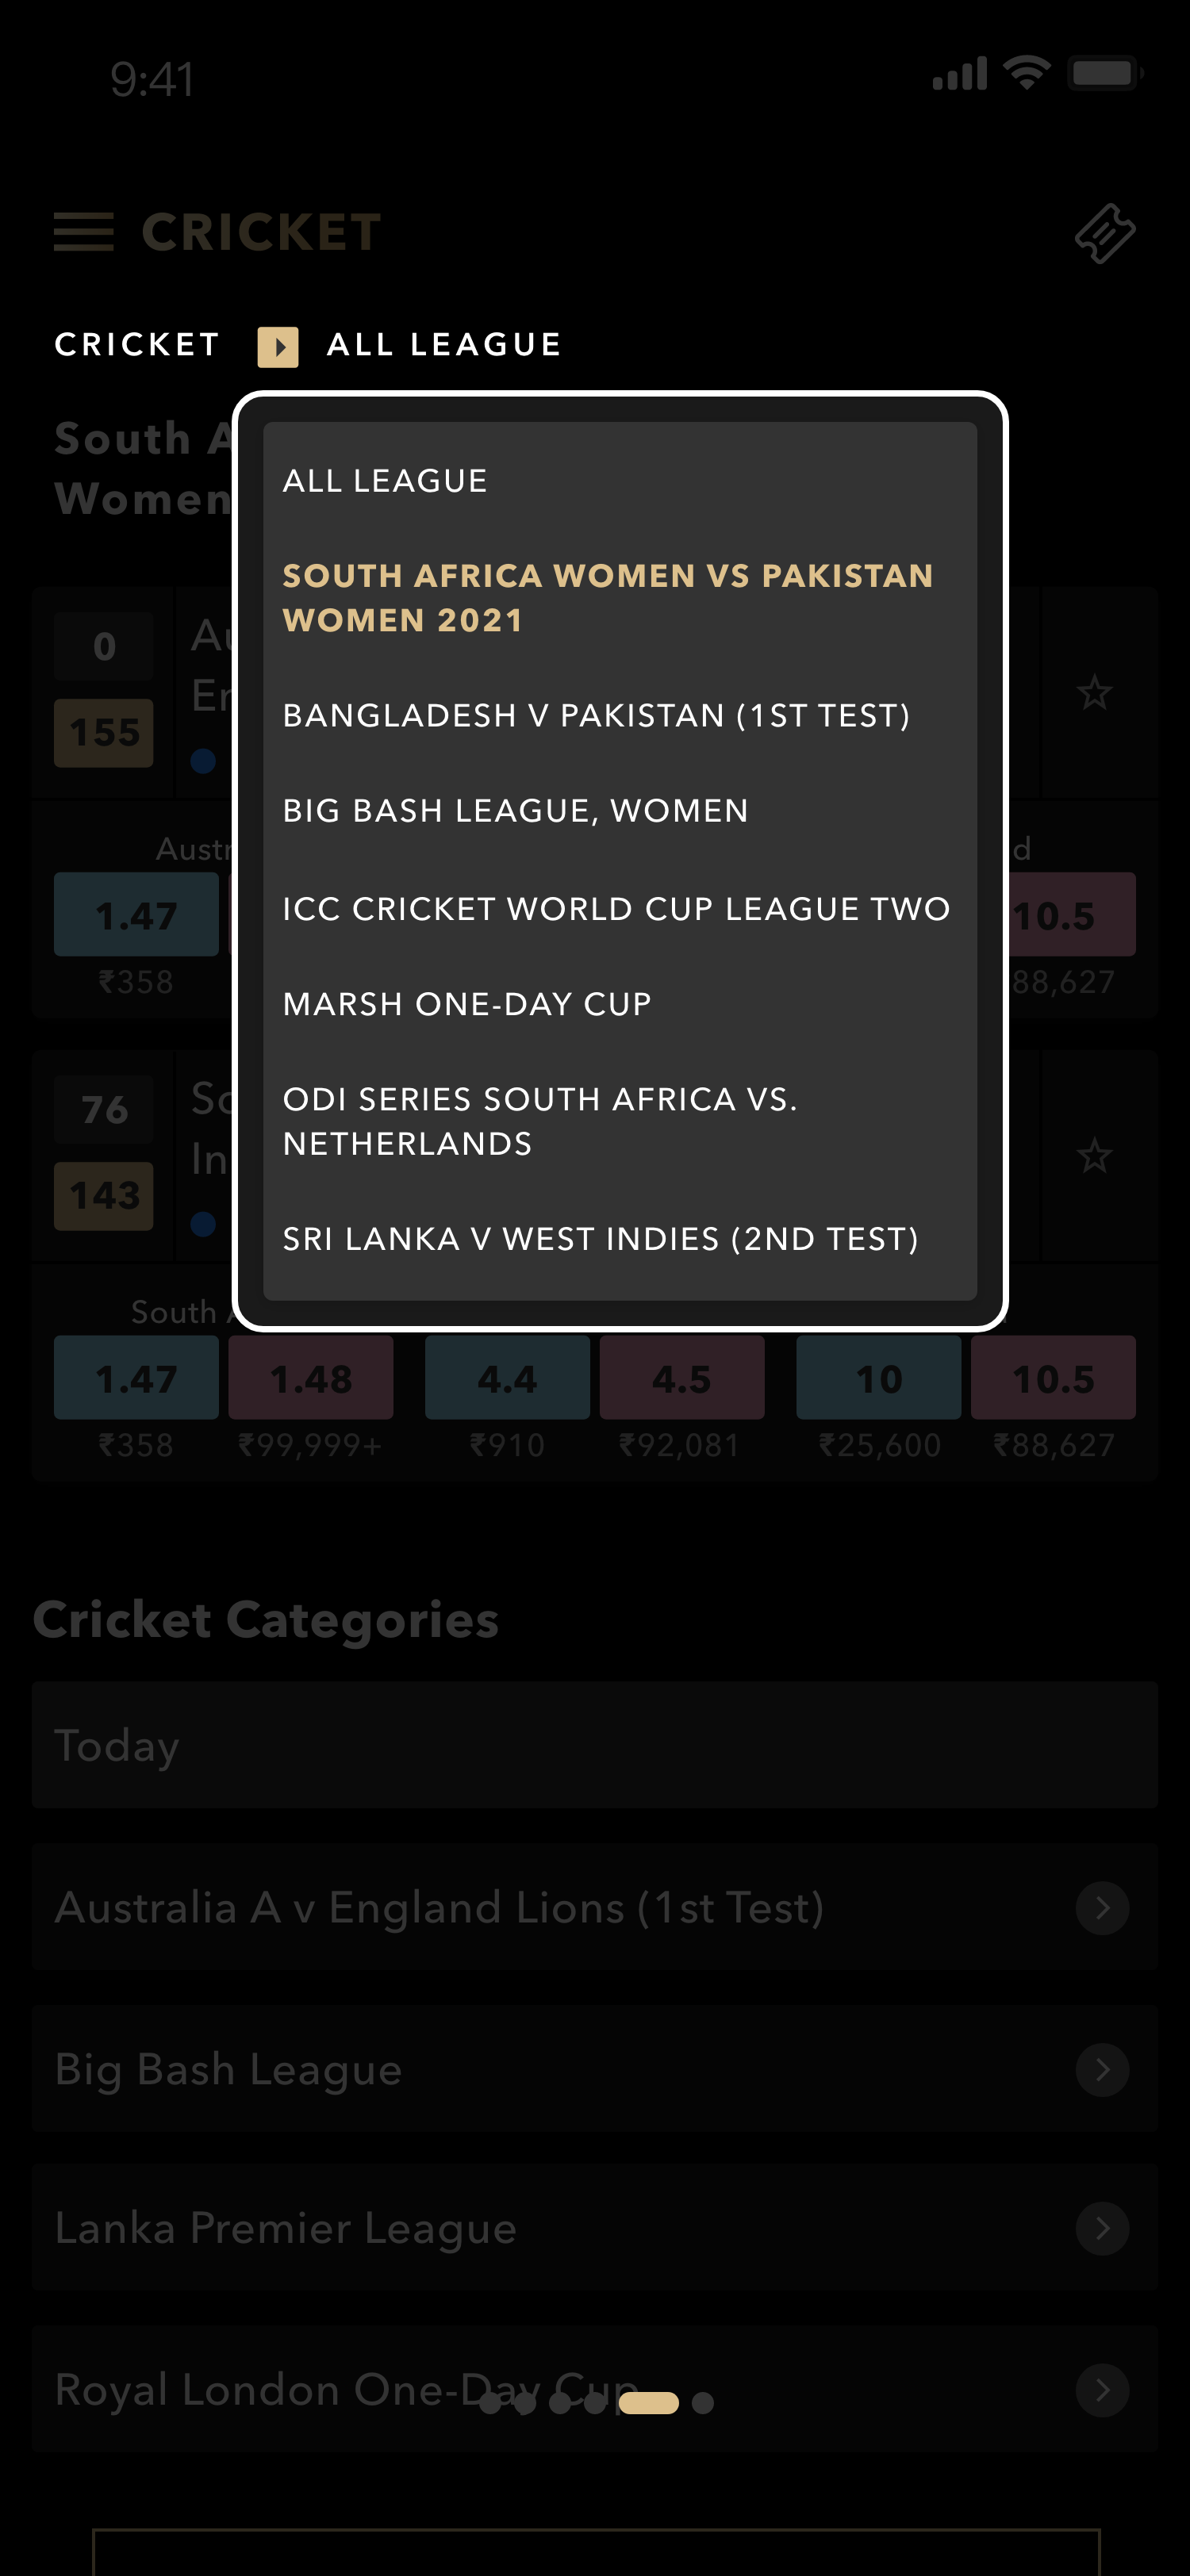 9:41
CRICKET
CRICKET ALL LEAGUE
South A
Women
ALL LEAGUE
SOUTH AFRICA WOMEN VS PAKISTAN
WOMEN 2021
BANGLADESH V PAKISTAN (1ST TEST)
BIG BASH LEAGUE, WOMEN
ICC CRICKET WORLD CUP LEAGUE TWO
MARSH ONE-DAY CUP
ODI SERIES SOUTH AFRICA VS.
NETHERLANDS
SRI LANKA V WEST INDIES (2ND TEST)
0
155
Au
En
Austr
d
1.47
10.5
₹358
88,627
76
143
So
In
South A
1.47 1.48 4.4 4.5 10 10.5
₹358 ₹99,999+ ₹910 ₹92,081 ₹25,600 ₹88,627
Cricket Categories
Today
Australia A v England Lions (1st Test)
Big Bash League
Lanka Premier League
Royal London One-Day Cup